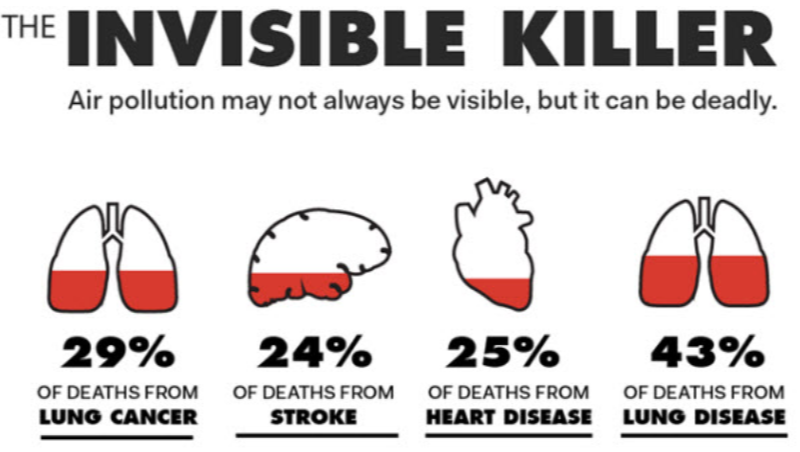 THE INVISIBLE KILLER
Air pollution may not always be visible, but it can be deadly.
29%
OF DEATHS FROM
LUNG CANCER
24%
OF DEATHS FROM
STROKE
25%
OF DEATHS FROM
HEART DISEASE
43%
OF DEATHS FROM
LUNG DISEASE